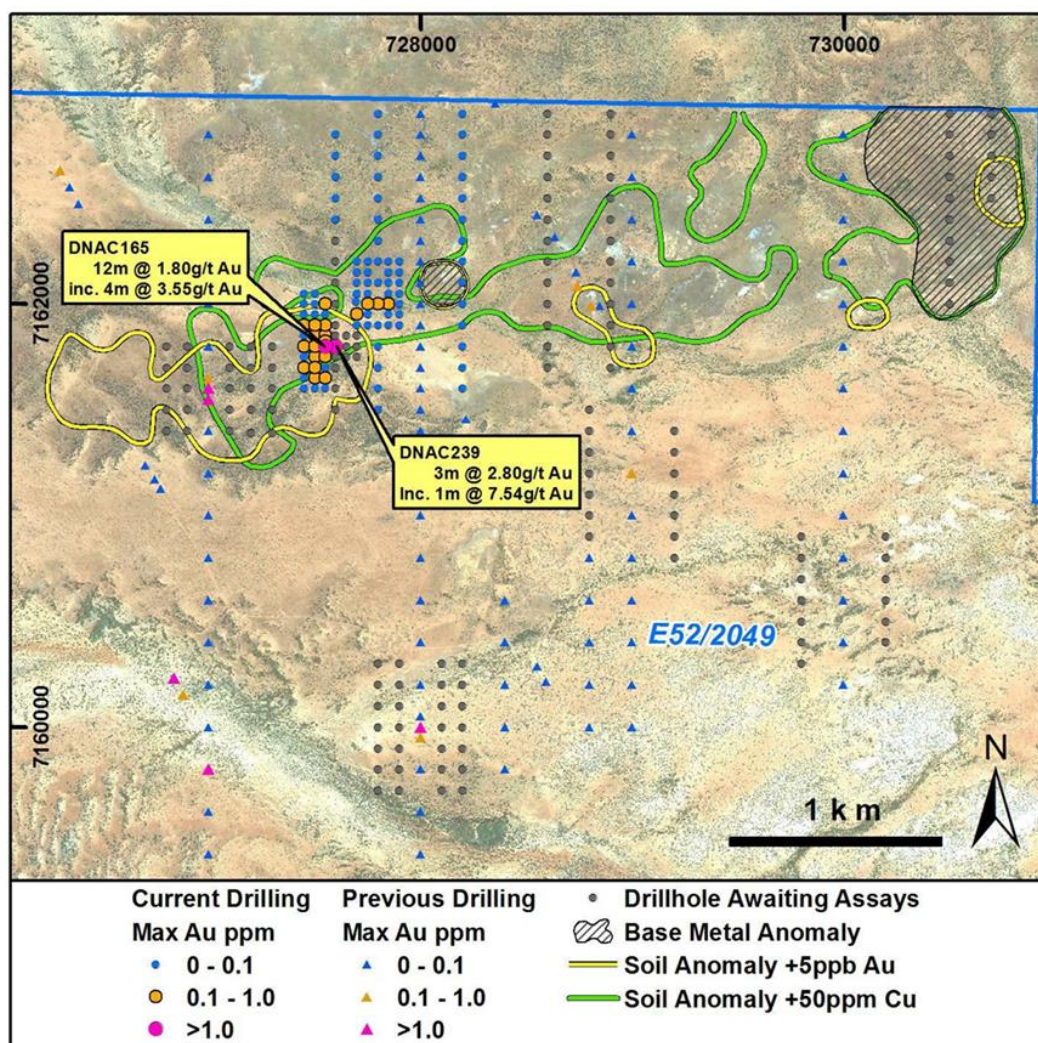 728000
730000
7162000
7160000
DNAC165
12m @ 1.80g/t Au
inc. 4m @ 3.55g/t Au
DNAC239
3m @ 2.80g/t Au
Inc. 1m @ 7.54g/t Au
E52/2049
N
1 km
Current Drilling
Max Au ppm
0 - 0.1
0.1 - 1.0
>1.0
Previous Drilling
Max Au ppm
0 - 0.1
0.1 - 1.0
>1.0
Drillhole Awaiting Assays
Base Metal Anomaly
Soil Anomaly +5ppb Au
Soil Anomaly +50ppm Cu